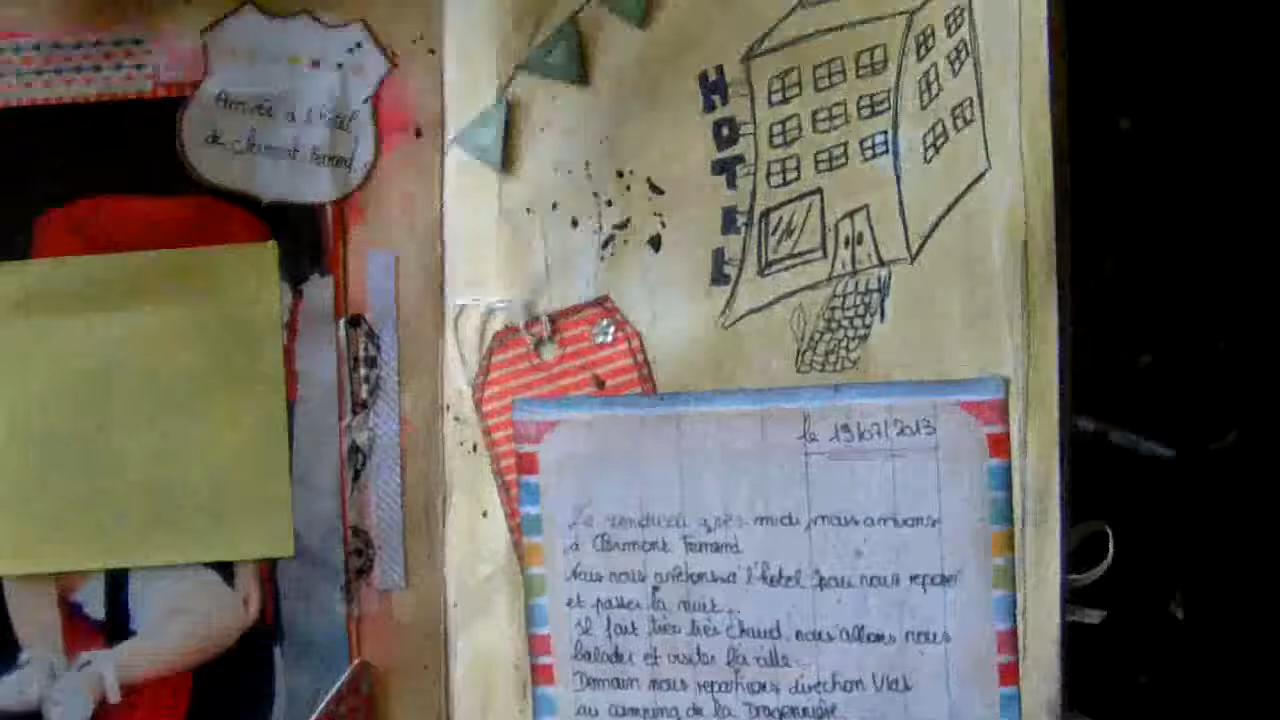 Arrivée à l'hôtel
de Clermont Ferrand
HOTEL
le 19/07/2013
Le vendredi après midi, nous arrivons
à Clermont Ferrand
Nous nous arrêtons à l'hotel pour nous reposer
et passer la nuit...
Il fait très très chaud, nous allons nous
balader et visiter la ville.
Demain nous repartirons direction Vias
au camping de la Dragonnière